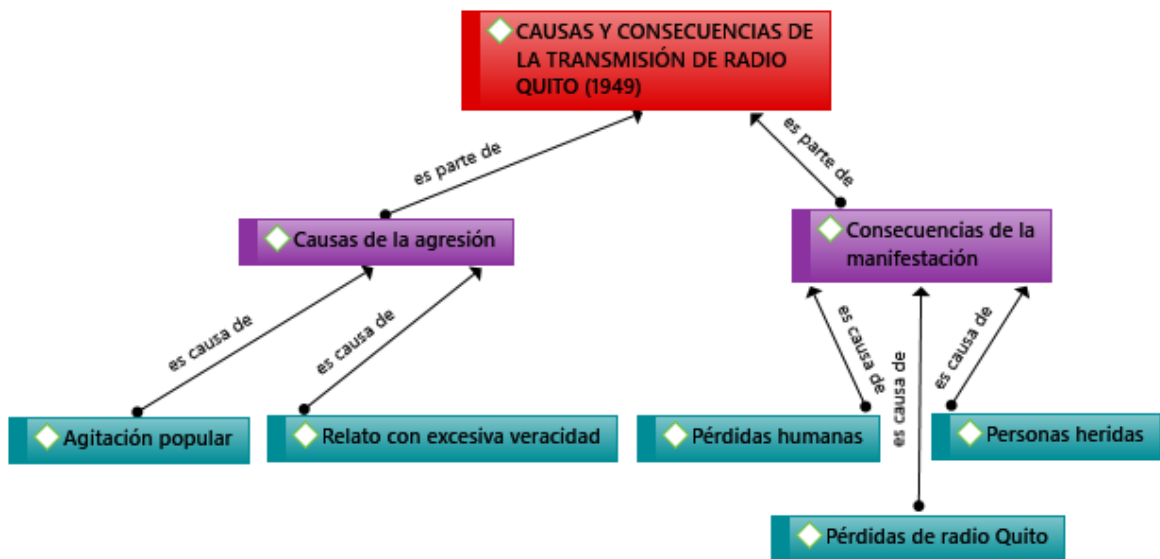 CAUSAS Y CONSECUENCIAS DE
LA TRANSMISIÓN DE RADIO
QUITO (1949)
es parte de
es parte de
Causas de la agresión
Consecuencias de la
manifestación
es causa de
es causa de
es causa de
es causa de
es causa de
Agitación popular
Relato con excesiva veracidad
Pérdidas humanas
Personas heridas
Pérdidas de radio Quito